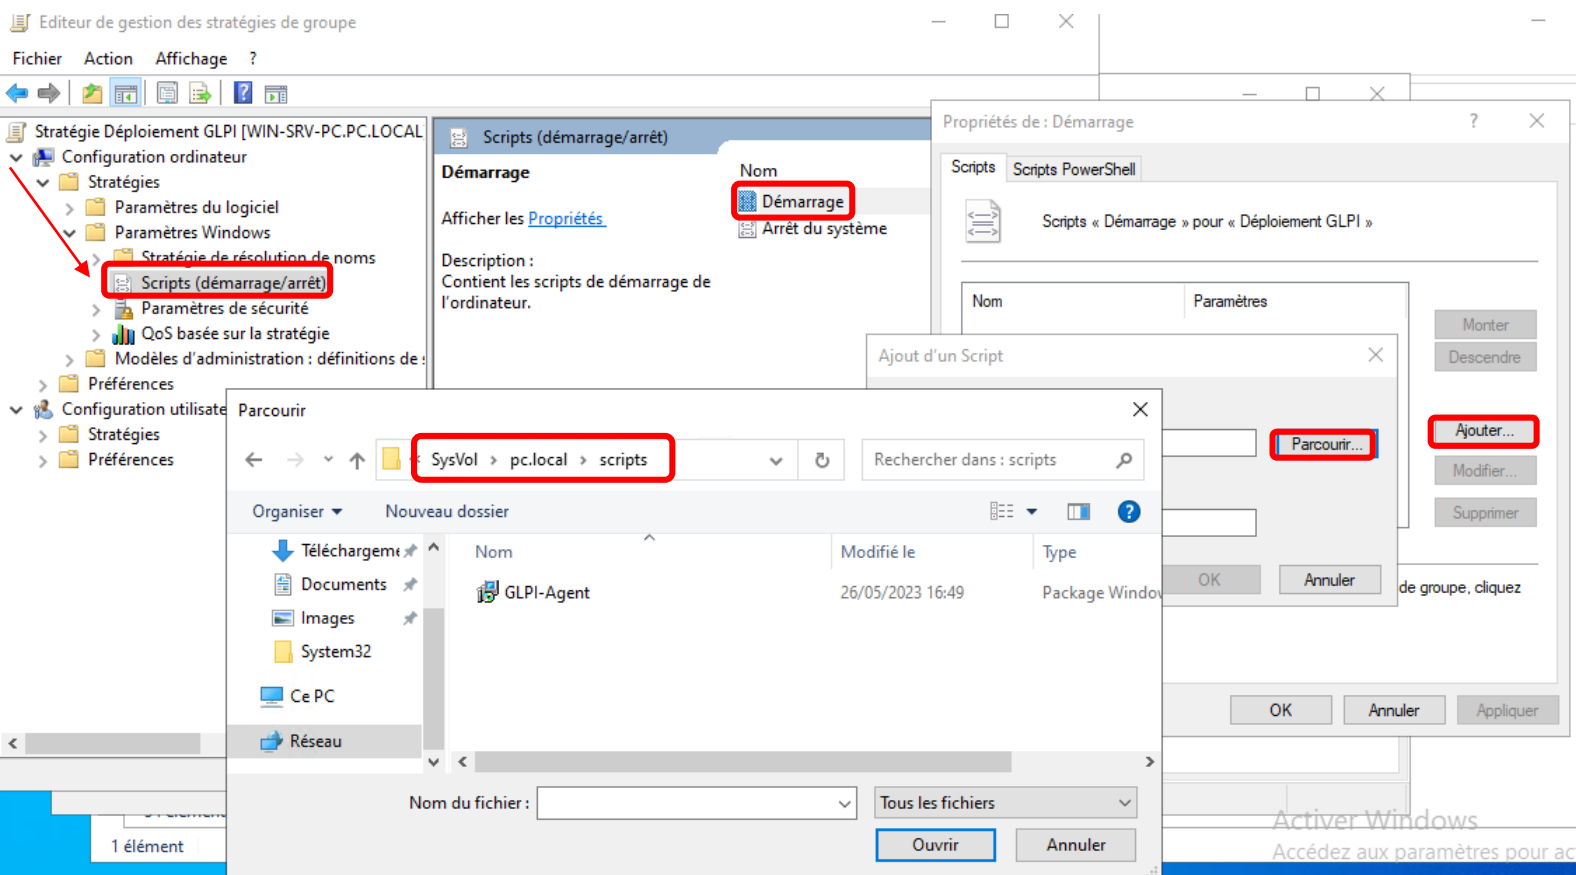 Editeur de gestion des stratégies de groupe
Fichier Action Affichage ?
Stratégie Déploiement GLPI [WIN-SRV-PC.PC.LOCAL
Configuration ordinateur
Stratégies
Paramètres du logiciel
Paramètres Windows
Stratégie de résolution de noms
Scripts (démarrage/arrêt)
Paramètres de sécurité
QoS basée sur la stratégie
Modèles d'administration : définitions de
Préférences
Configuration utilisate
Stratégies
Préférences
Scripts (démarrage/arrêt)
Démarrage
Afficher les Propriétés
Description :
Contient les scripts de démarrage de
l'ordinateur.
Nom
Démarrage
Arrêt du système
Propriétés de : Démarrage
?
Scripts Scripts PowerShell
Scripts « Démarrage » pour « Déploiement GLPI »
Nom Paramètres
Monter
Descendre
Ajouter...
Modifier...
Supprimer
de groupe, cliquez
OK Annuler Appliquer
Ajout d'un Script
Parcourir...
OK Annuler
Parcourir
« SysVol > pc.local > scripts
Rechercher dans : scripts
Organiser Nouveau dossier
Téléchargeme
Documents
Images
System32
Ce PC
Réseau
Nom Modifié le Type
GLPI-Agent 26/05/2023 16:49 Package Window
Nom du fichier :
Tous les fichiers
Ouvrir Annuler
1 élément
Activer Windows
Accédez aux paramètres pour ac